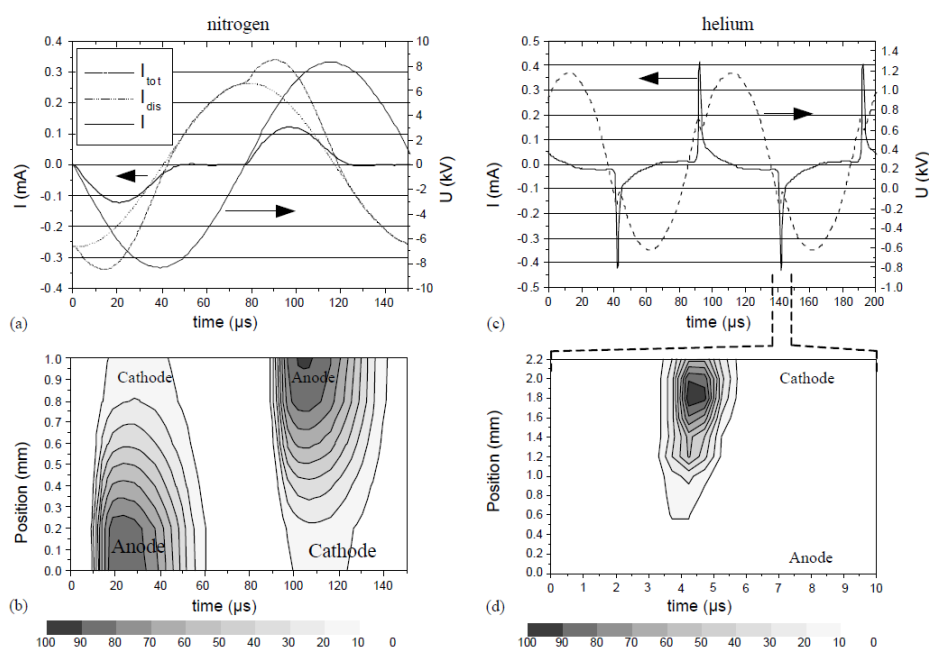 nitrogen
0.4
0.3
0.2
0.1
0.0
-0.1
-0.2
-0.3
-0.4
I (mA)
I tot
I dis
I
10
8
6
4
2
0
-2
-4
-6
-8
-10
U (kV)
0 20 40 60 80 100 120 140
time (µs)
(a)
helium
0.5
0.4
0.3
0.2
0.1
0.0
-0.1
-0.2
-0.3
-0.4
-0.5
I (mA)
1.4
1.2
1.0
0.8
0.6
0.4
0.2
0.0
-0.2
-0.4
-0.6
-0.8
-1.0
U (kV)
0 20 40 60 80 100 120 140 160 180 200
time (µs)
(c)
1.0
0.9
0.8
0.7
0.6
0.5
0.4
0.3
0.2
0.1
0.0
Position (mm)
Cathode
Anode
Anode
Cathode
0 20 40 60 80 100 120 140
time (µs)
(b)
100 90 80 70 60 50 40 30 20 10 0
2.2
2.0
1.8
1.6
1.4
1.2
1.0
0.8
0.6
0.4
0.2
0.0
Position (mm)
Cathode
Anode
0 1 2 3 4 5 6 7 8 9 10
time (µs)
(d)
100 90 80 70 60 50 40 30 20 10 0